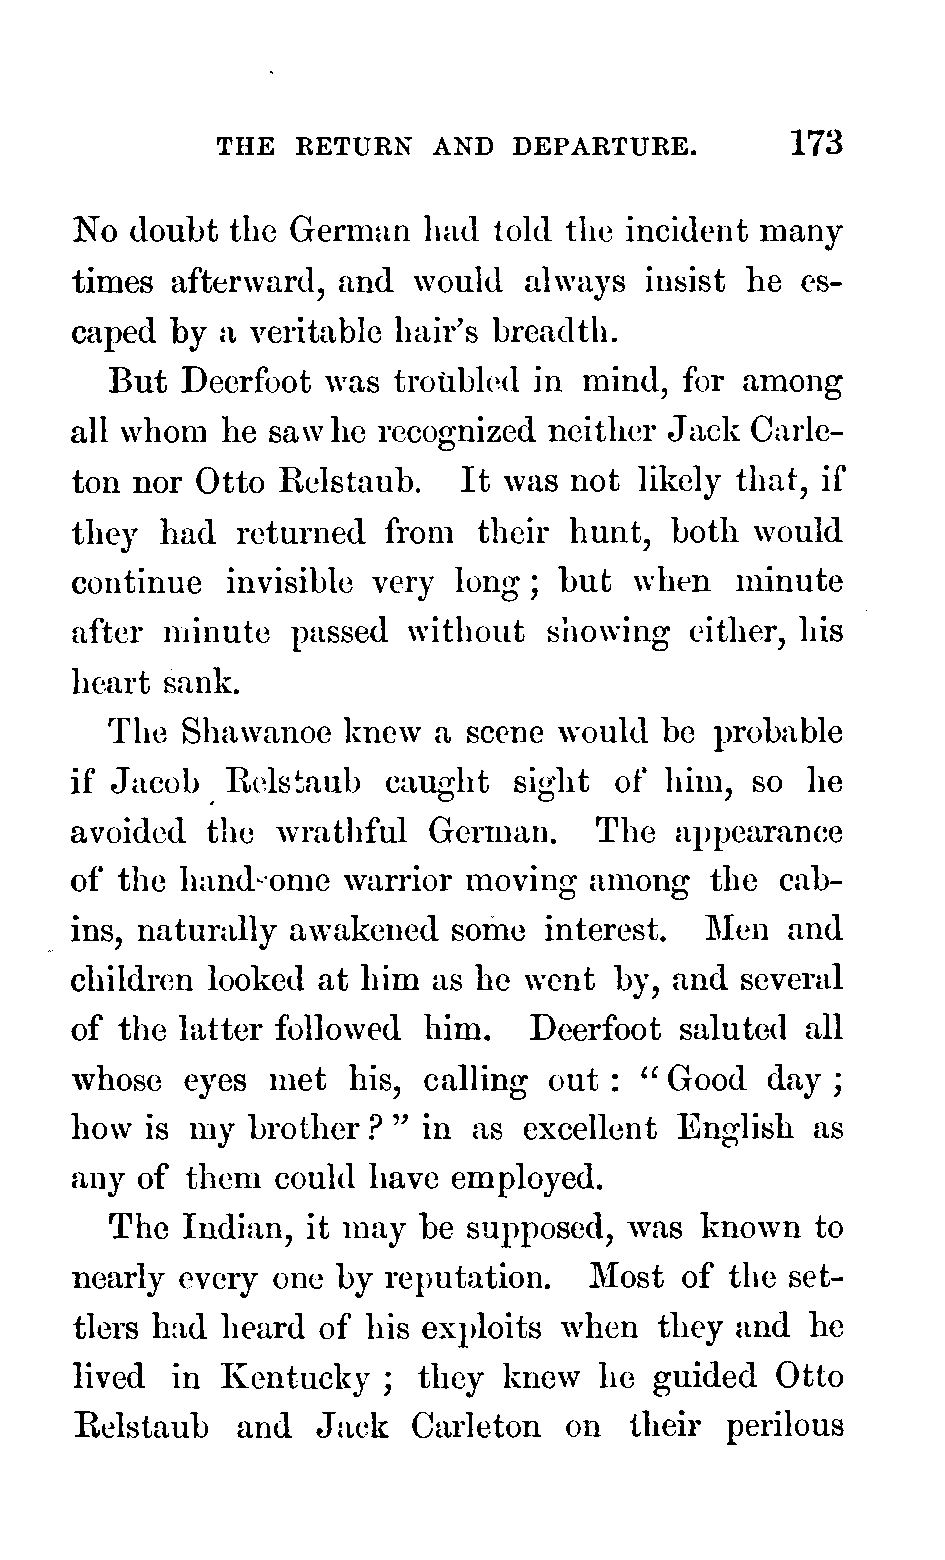 THE RETURN AND DEPARTURE. 173
No doubt the German had told the incident many
times afterward, and would always insist he es-
caped by a veritable hair's breadth.
But Deerfoot was troubled in mind, for among
all whom he saw he recognized neither Jack Carle-
ton nor Otto Relstaub. It was not likely that, if
they had returned from their hunt, both would
continue invisible very long ; but when minute
after minute passed without showing either, his
heart sank.
The Shawanoe knew a scene would be probable
if Jacob Relstaub caught sight of him, so he
avoided the wrathful German. The appearance
of the handsome warrior moving among the cab-
ins, naturally awakened some interest. Men and
children looked at him as he went by, and several
of the latter followed him. Deerfoot saluted all
whose eyes met his, calling out : “ Good day ;
how is my brother ? ” in as excellent English as
any of them could have employed.
The Indian, it may be supposed, was known to
nearly every one by reputation. Most of the set-
tlers had heard of his exploits when they and he
lived in Kentucky ; they knew he guided Otto
Relstaub and Jack Carleton on their perilous